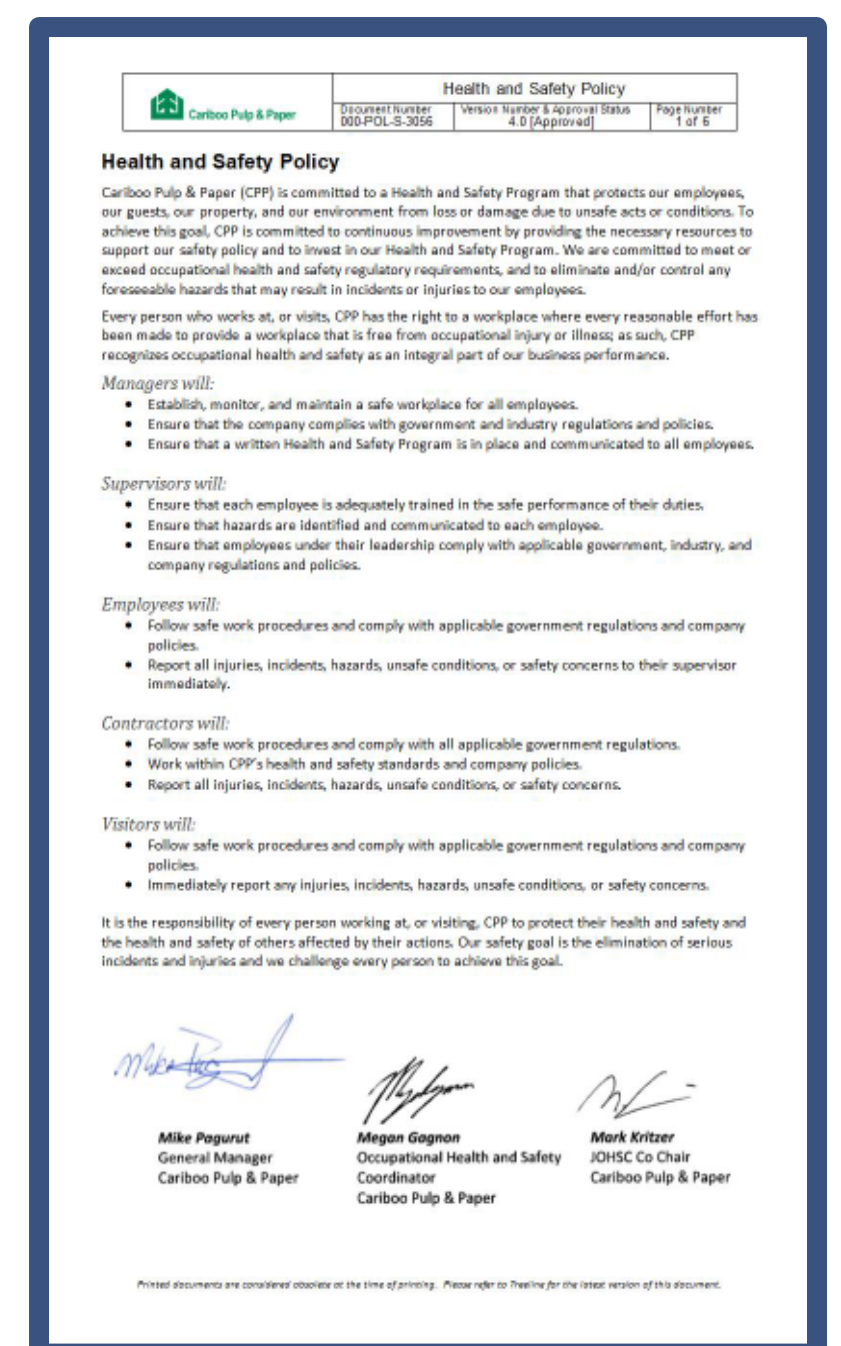 Cariboo Pulp & Paper
Health and Safety Policy
Document Number
000-POL-S-3056
Version Number & Approval Status
4.0 [Approved]
Page Number
1 of 6
Health and Safety Policy
Cariboo Pulp & Paper (CPP) is committed to a Health and Safety Program that protects our employees,
our guests, our property, and our environment from loss or damage due to unsafe acts or conditions. To
achieve this goal, CPP is committed to continuous improvement by providing the necessary resources to
support our safety policy and to invest in our Health and Safety Program. We are committed to meet or
exceed occupational health and safety regulatory requirements, and to eliminate and/or control any
foreseeable hazards that may result in incidents or injuries to our employees.
Every person who works at, or visits, CPP has the right to a workplace where every reasonable effort has
been made to provide a workplace that is free from occupational injury or illness; as such, CPP
recognizes occupational health and safety as an integral part of our business performance.
Managers will:
• Establish, monitor, and maintain a safe workplace for all employees.
• Ensure that the company complies with government and industry regulations and policies.
• Ensure that a written Health and Safety Program is in place and communicated to all employees.
Supervisors will:
• Ensure that each employee is adequately trained in the safe performance of their duties.
• Ensure that hazards are identified and communicated to each employee.
• Ensure that employees under their leadership comply with applicable government, industry, and
company regulations and policies.
Employees will:
• Follow safe work procedures and comply with applicable government regulations and company
policies.
• Report all injuries, incidents, hazards, unsafe conditions, or safety concerns to their supervisor
immediately.
Contractors will:
• Follow safe work procedures and comply with all applicable government regulations.
• Work within CPP's health and safety standards and company policies.
• Report all injuries, incidents, hazards, unsafe conditions, or safety concerns.
Visitors will:
• Follow safe work procedures and comply with applicable government regulations and company
policies.
• Immediately report any injuries, incidents, hazards, unsafe conditions, or safety concerns.
It is the responsibility of every person working at, or visiting, CPP to protect their health and safety and
the health and safety of others affected by their actions. Our safety goal is the elimination of serious
incidents and injuries and we challenge every person to achieve this goal.
Mike Pagurut
General Manager
Cariboo Pulp & Paper
Megan Gagnon
Occupational Health and Safety
Coordinator
Cariboo Pulp & Paper
Mark Kritzer
JOHSC Co Chair
Cariboo Pulp & Paper
Printed documents are considered obsolete at the time of printing. Please refer to Treeline for the latest version of this document.